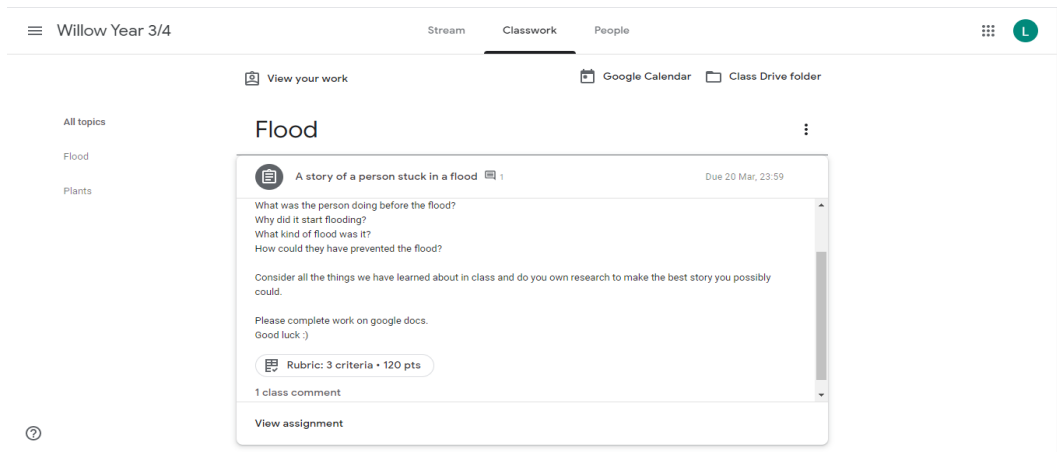 Willow Year 3/4
Stream
Classwork
People
L
View your work
Google Calendar
Class Drive folder
All topics
Flood
Plants
Flood
A story of a person stuck in a flood 1
Due 20 Mar, 23:59
What was the person doing before the flood?
Why did it start flooding?
What kind of flood was it?
How could they have prevented the flood?
Consider all the things we have learned about in class and do you own research to make the best story you possibly
could.
Please complete work on google docs.
Good luck :)
Rubric: 3 criteria • 120 pts
1 class comment
View assignment